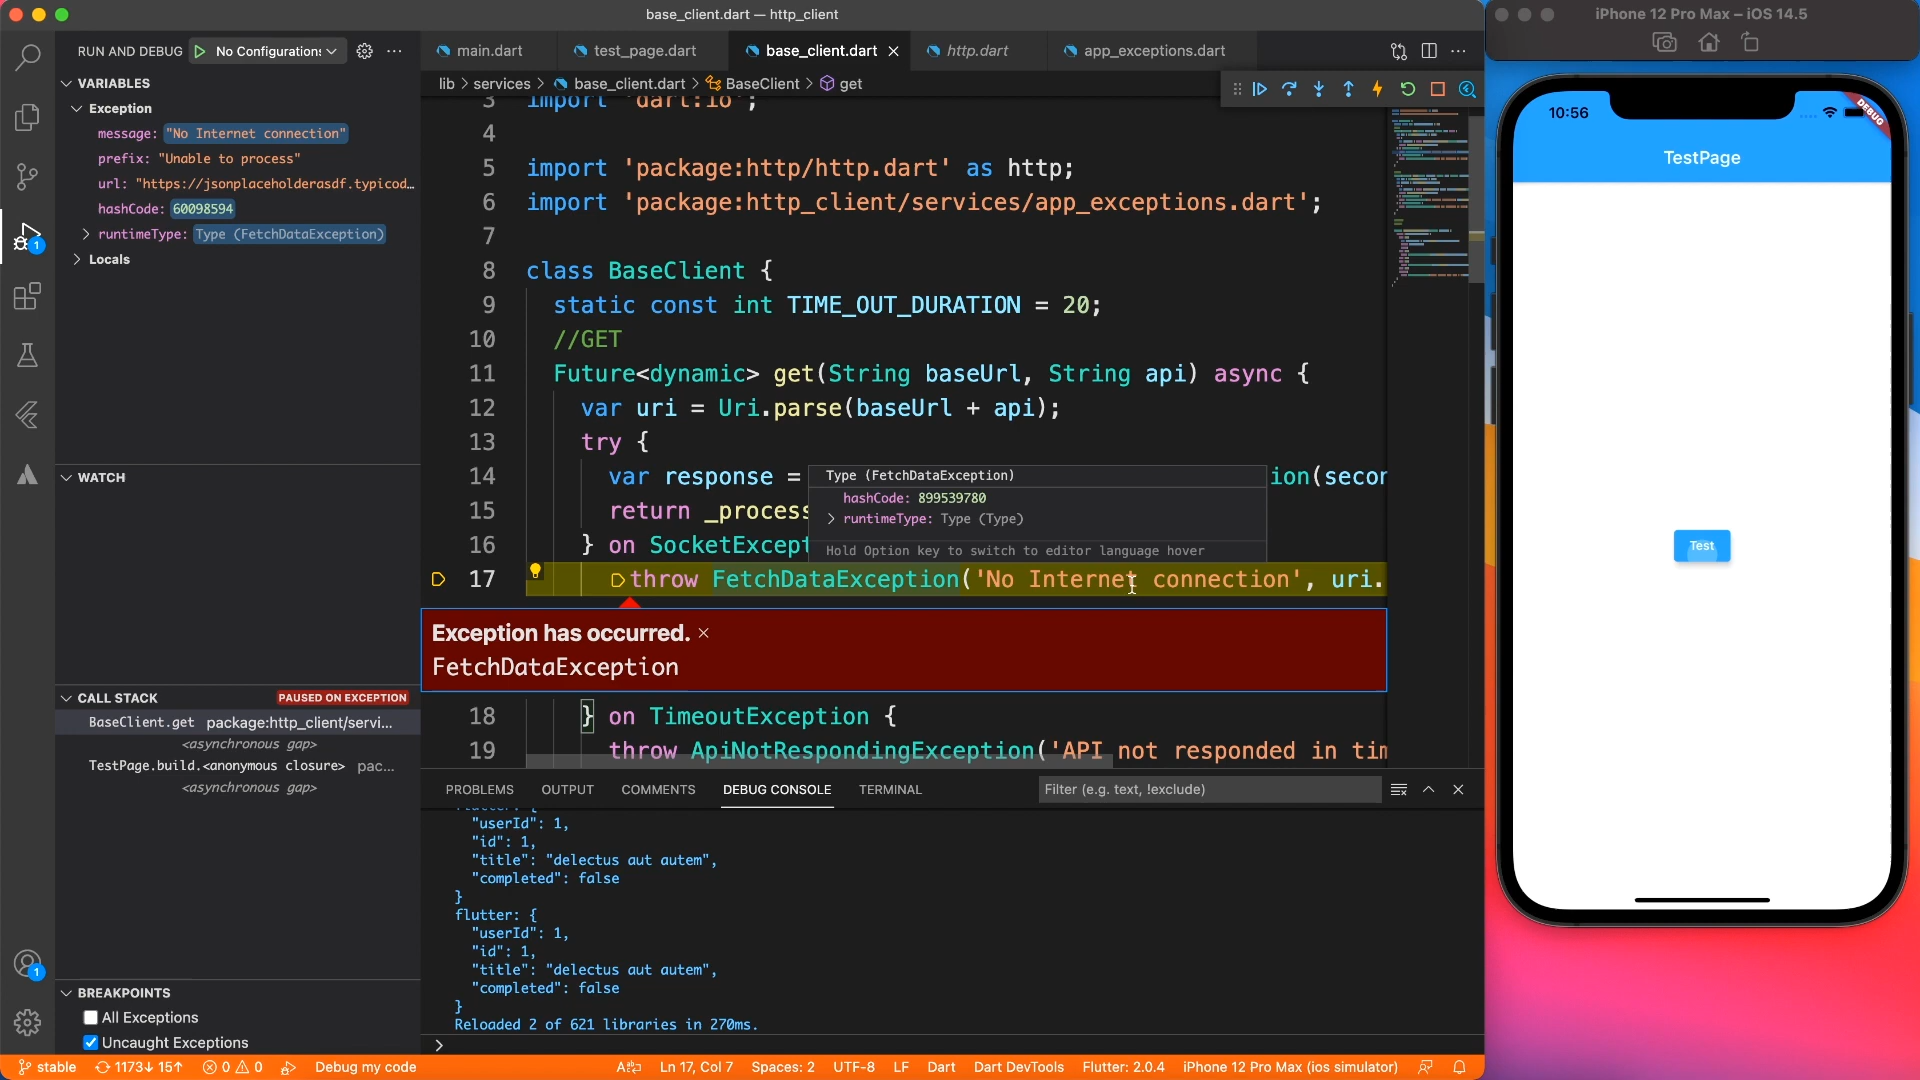 base_client.dart — http_client
iPhone 12 Pro Max – iOS 14.5
RUN AND DEBUG
No Configurations
main.dart
test_page.dart
base_client.dart
http.dart
app_exceptions.dart
lib > services > base_client.dart > BaseClient > get
VARIABLES
Exception
message: "No Internet connection"
prefix: "Unable to process"
url: "https://jsonplaceholderasdf.typicod…
hashCode: 60098594
runtimeType: Type (FetchDataException)
Locals
WATCH
CALL STACK
PAUSED ON EXCEPTION
BaseClient.get package:http_client/servi...
<asynchronous gap>
TestPage.build.<anonymous closure> pac...
<asynchronous gap>
BREAKPOINTS
All Exceptions
Uncaught Exceptions
3 import 'dart:io';
4
5 import 'package:http/http.dart' as http;
6 import 'package:http_client/services/app_exceptions.dart';
7
8 class BaseClient {
9 static const int TIME_OUT_DURATION = 20;
10 //GET
11 Future<dynamic> get(String baseUrl, String api) async {
12 var uri = Uri.parse(baseUrl + api);
13 try {
14 var response = ion(secon
15 return _process
16 } on SocketExcept
17 throw FetchDataException('No Internet connection', uri.
Type (FetchDataException)
hashCode: 899539780
runtimeType: Type (Type)
Hold Option key to switch to editor language hover
Exception has occurred.
FetchDataException
18 } on TimeoutException {
19 throw ApiNotRespondingException('API not responded in tim
PROBLEMS
OUTPUT
COMMENTS
DEBUG CONSOLE
TERMINAL
Filter (e.g. text, !exclude)
flutter: {
"userId": 1,
"id": 1,
"title": "delectus aut autem",
"completed": false
}
flutter: {
"userId": 1,
"id": 1,
"title": "delectus aut autem",
"completed": false
}
Reloaded 2 of 621 libraries in 270ms.
>
1
1
stable
1173↓ 15↑
0
0
Debug my code
Ln 17, Col 7
Spaces: 2
UTF-8
LF
Dart
Dart DevTools
Flutter: 2.0.4
iPhone 12 Pro Max (ios simulator)
10:56
DEBUG
TestPage
Test